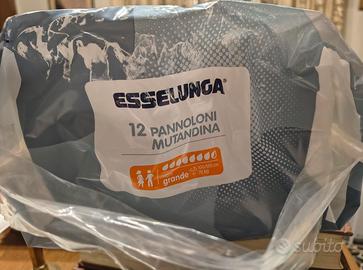 ESSELUNGA®
12 PANNOLONI
MUTANDINA
grande
subito